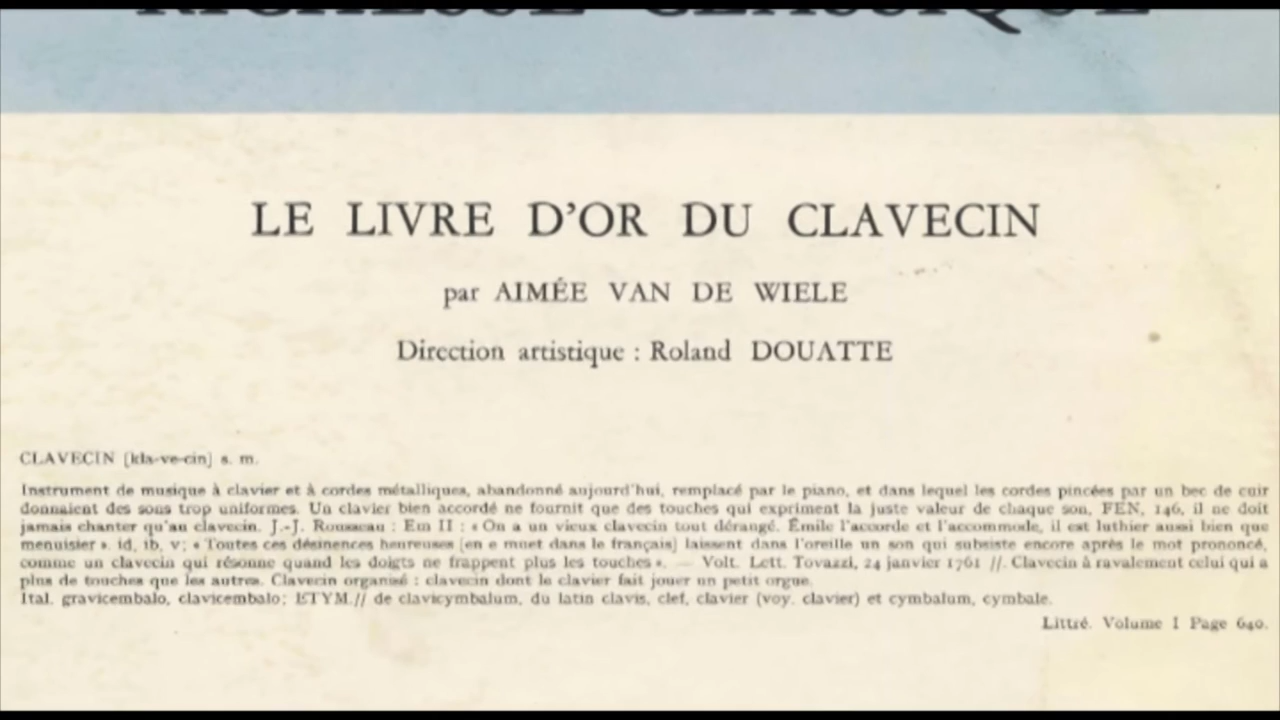 RICHESSE CLASSIQUE
LE LIVRE D'OR DU CLAVECIN
par AIMÉE VAN DE WIELE
Direction artistique : Roland DOUATTE
CLAVECIN [kla-ve-cin] s. m.
Instrument de musique à clavier et à cordes métalliques, abandonné aujourd'hui, remplacé par le piano, et dans lequel les cordes pincées par un bec de cuir
donnaient des sons trop uniformes. Un clavier bien accordé ne fournit que des touches qui expriment la juste valeur de chaque son, FEN, 146, il ne doit
jamais chanter qu'au clavecin. J.-J. Rousseau : Em II : « On a un vieux clavecin tout dérangé. Émile l'accorde et l'accommode, il est luthier aussi bien que
menuisier ». id, ib, v; « Toutes ces désinences heureuses [en e muet dans le français] laissent dans l'oreille un son qui subsiste encore après le mot prononcé,
comme un clavecin qui résonne quand les doigts ne frappent plus les touches ». — Volt. Lett. Tovazzi, 24 janvier 1761 //. Clavecin à ravalement celui qui a
plus de touches que les autres. Clavecin organisé : clavecin dont le clavier fait jouer un petit orgue.
Ital. gravicembalo, clavicembalo; ETYM.// de clavicymbalum, du latin clavis, clef, clavier (voy. clavier) et cymbalum, cymbale.
Littré. Volume I Page 640.